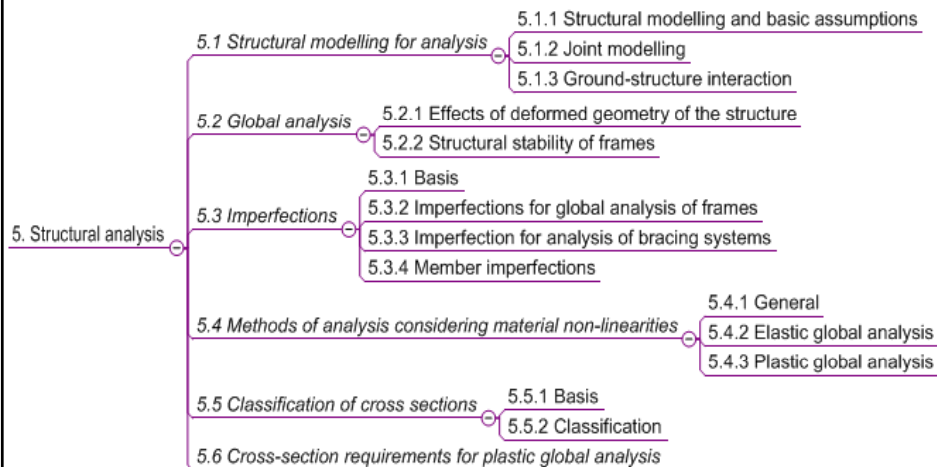 5. Structural analysis
5.1 Structural modelling for analysis
5.1.1 Structural modelling and basic assumptions
5.1.2 Joint modelling
5.1.3 Ground-structure interaction
5.2 Global analysis
5.2.1 Effects of deformed geometry of the structure
5.2.2 Structural stability of frames
5.3 Imperfections
5.3.1 Basis
5.3.2 Imperfections for global analysis of frames
5.3.3 Imperfection for analysis of bracing systems
5.3.4 Member imperfections
5.4 Methods of analysis considering material non-linearities
5.4.1 General
5.4.2 Elastic global analysis
5.4.3 Plastic global analysis
5.5 Classification of cross sections
5.5.1 Basis
5.5.2 Classification
5.6 Cross-section requirements for plastic global analysis